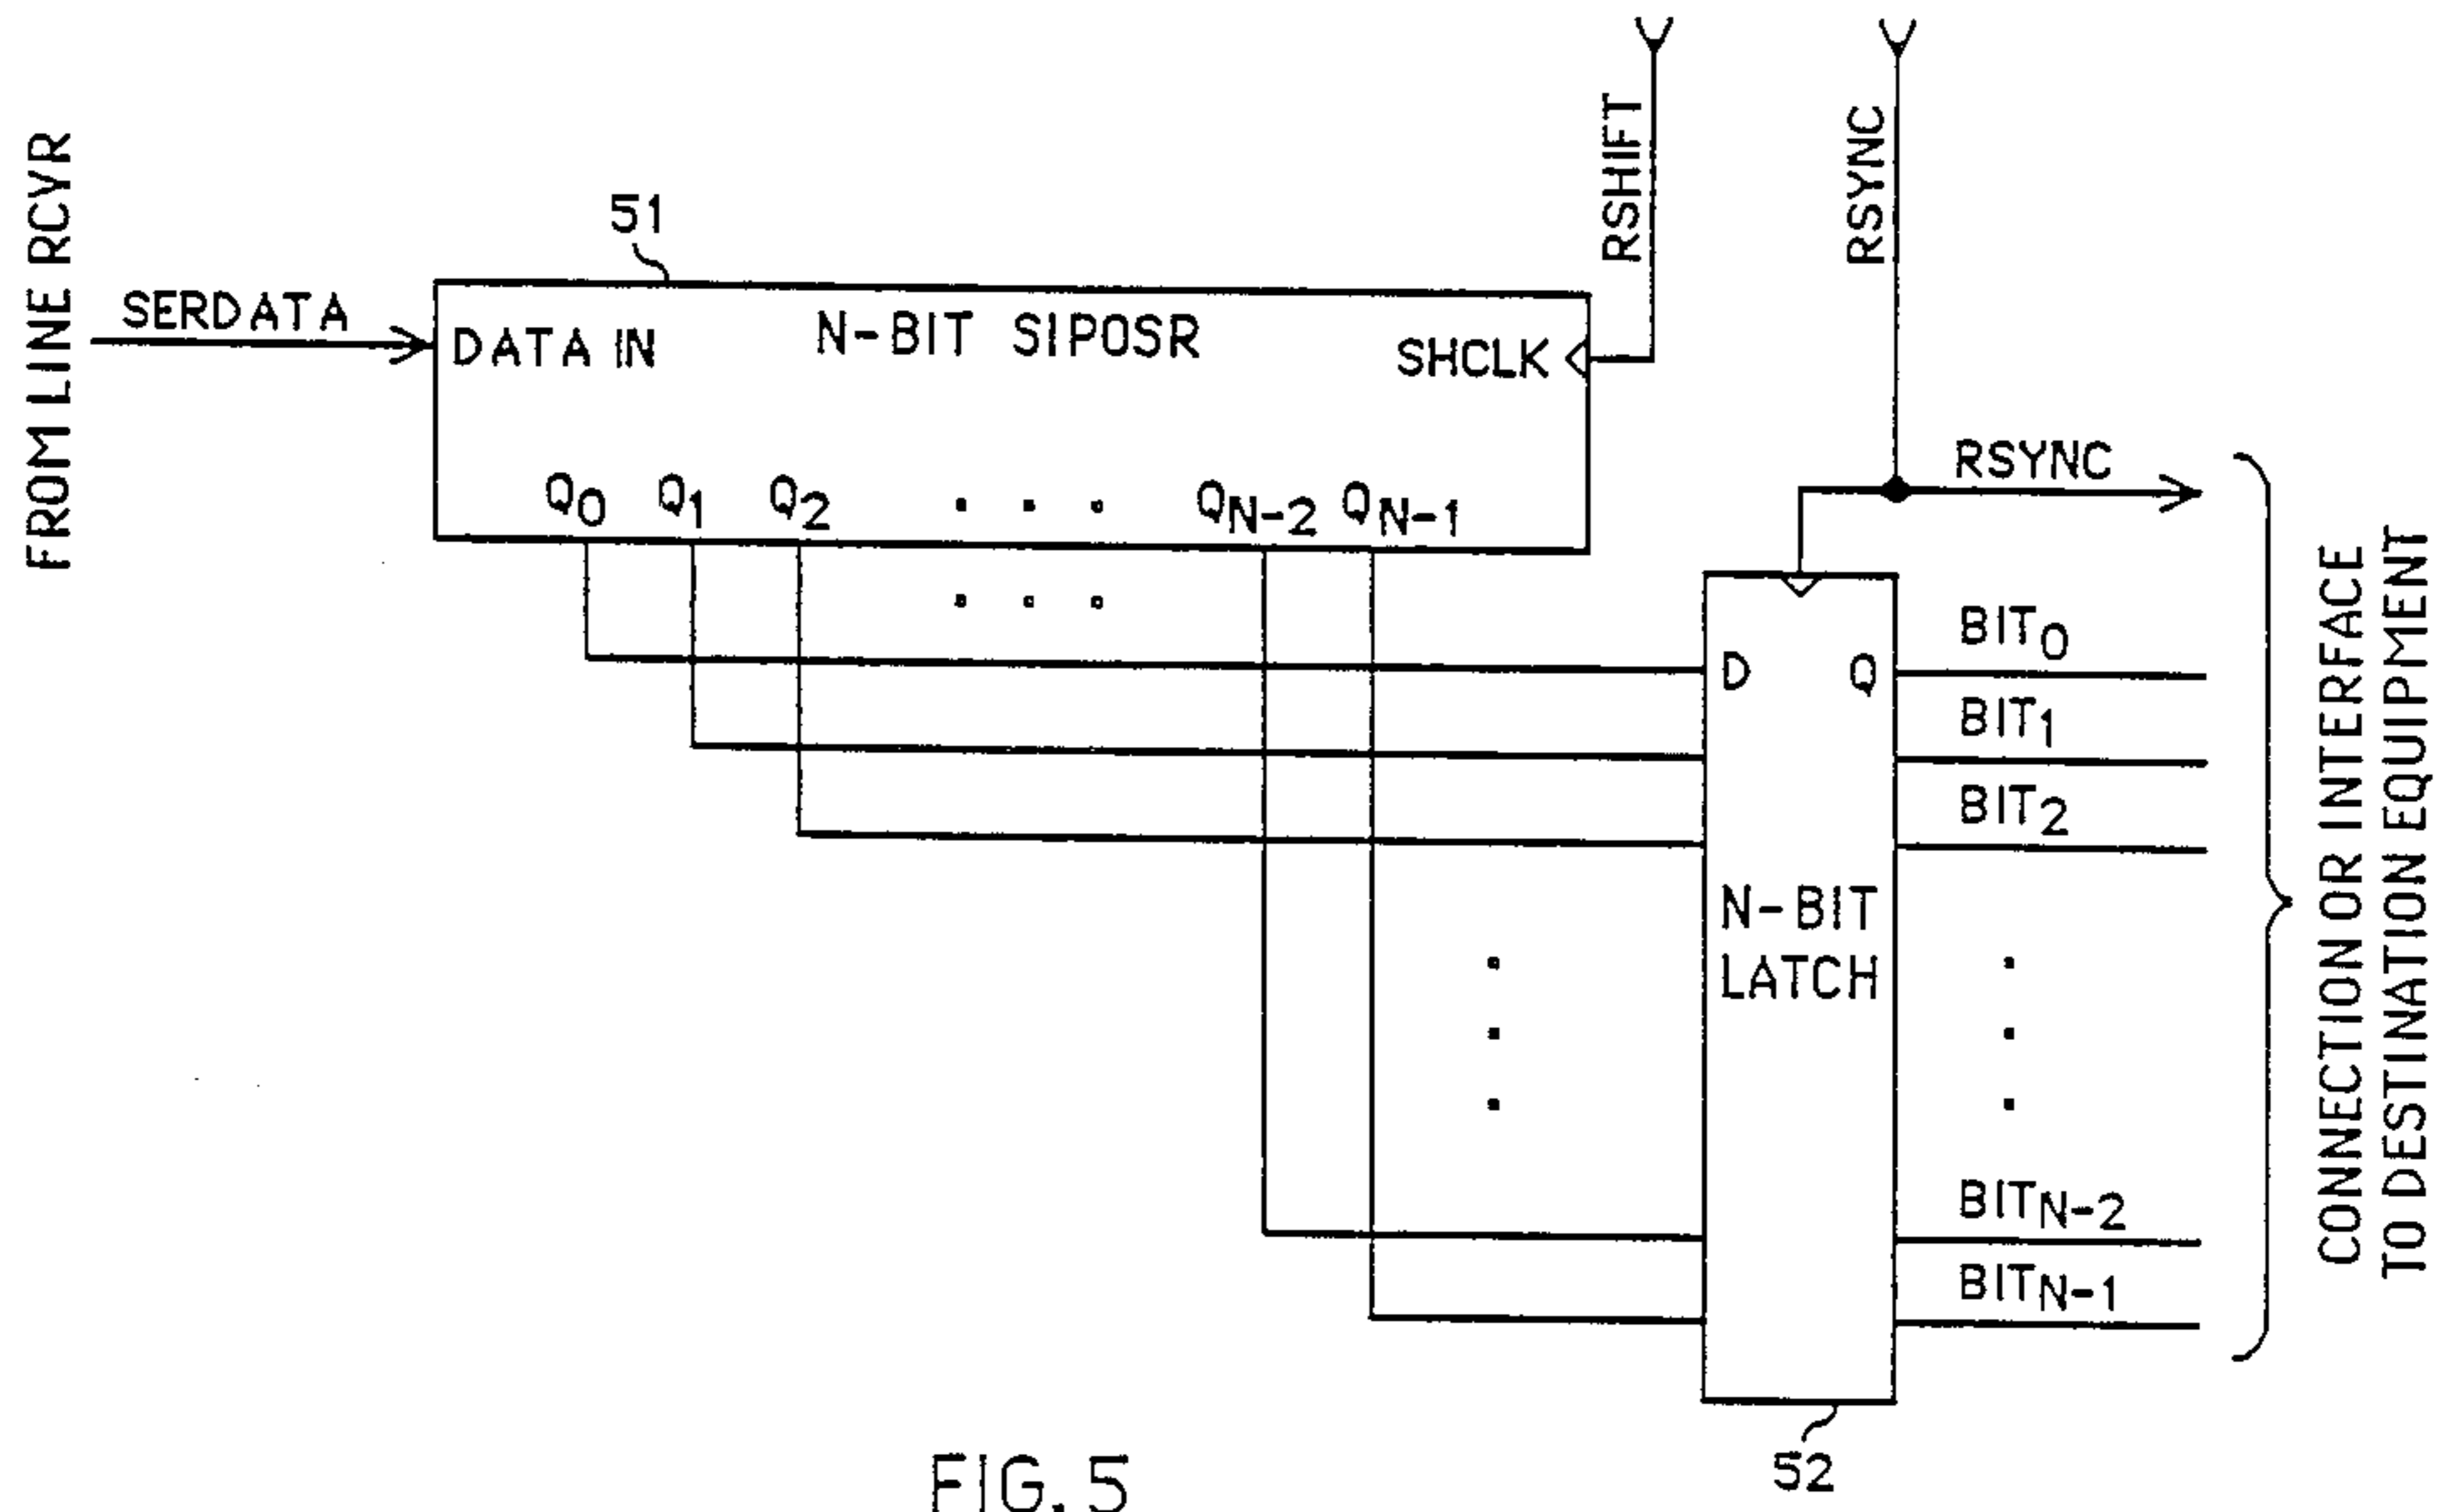 FROM LINE RCYR
SERDATA
51
DATA IN
N-BIT SIPOSR
SHCLK
RSHIFT
RSYNC
Q0 Q1 Q2 . . . QN-2 QN-1
. . .
RSYNC
D
Q
N-BIT
LATCH
BIT0
BIT1
BIT2
BITN-2
BITN-1
CONNECTION OR INTERFACE
TO DESTINATION EQUIPMENT
52
FIG. 5